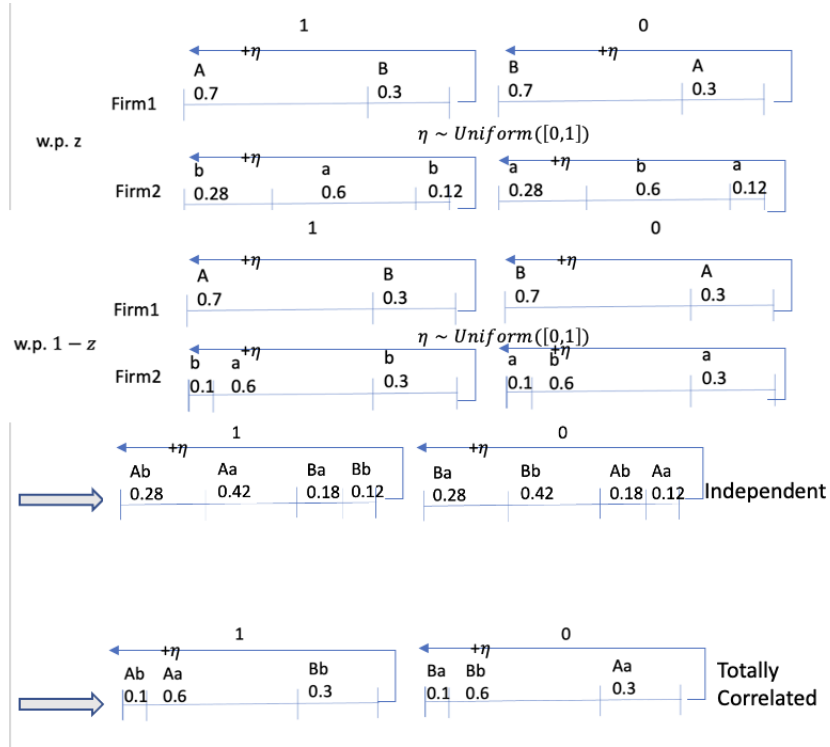 1 0
+η +η
A B B A
0.7 0.3 0.7 0.3
Firm1
η ~ Uniform([0,1])
w.p. z
+η +η
b a b a b a
0.28 0.6 0.12 0.28 0.6 0.12
Firm2
1 0
+η +η
A B B A
0.7 0.3 0.7 0.3
Firm1
η ~ Uniform([0,1])
w.p. 1 − z
+η +η
b a b a b a
0.1 0.6 0.3 0.1 0.6 0.3
Firm2
1 0
+η +η
Ab Aa Ba Bb Ba Bb Ab Aa
0.28 0.42 0.18 0.12 0.28 0.42 0.18 0.12
Independent
1 0
+η +η
Ab Aa Bb Ba Bb Aa
0.1 0.6 0.3 0.1 0.6 0.3
Totally
Correlated